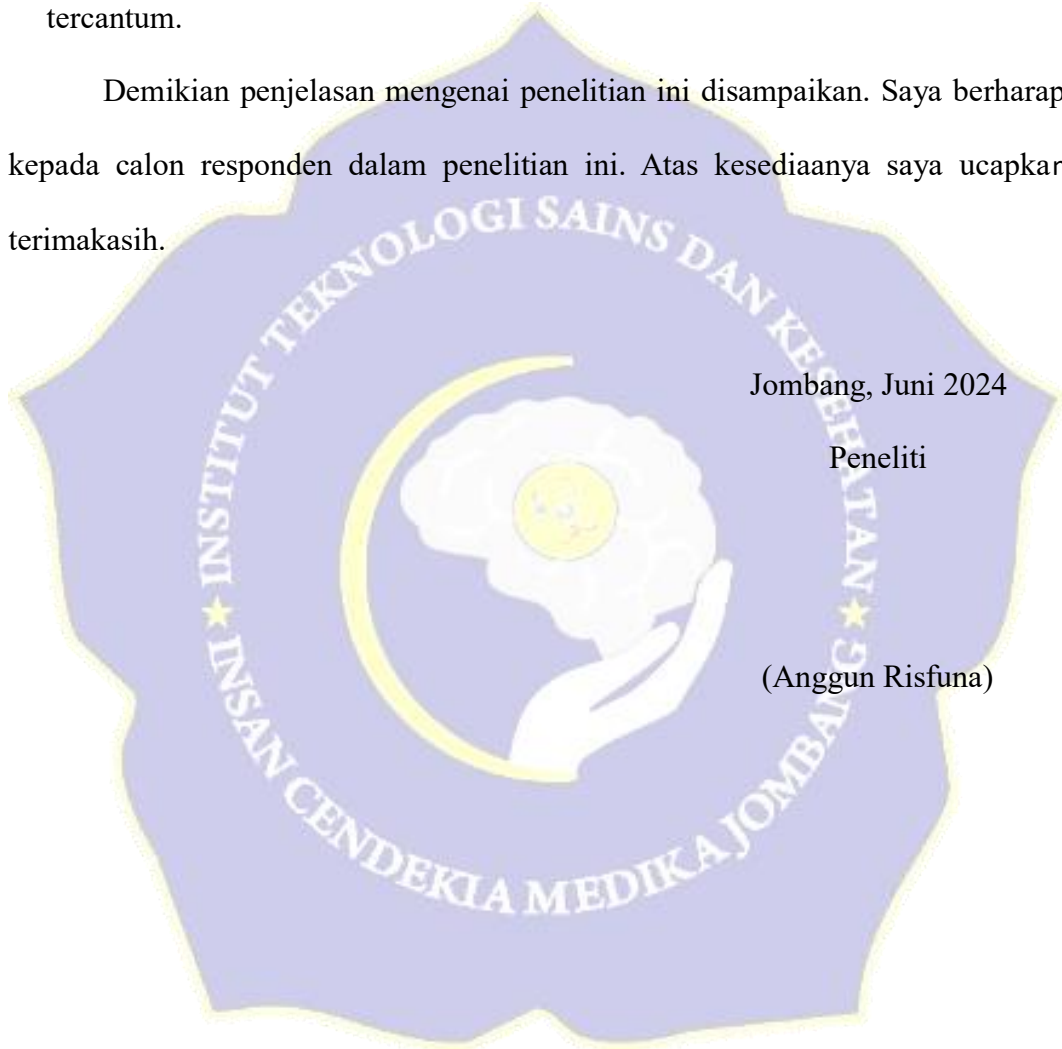 tercantum.
Demikian penjelasan mengenai penelitian ini disampaikan. Saya berharap
kepada calon responden dalam penelitian ini. Atas kesediaanya saya ucapkan
terimakasih.
INSTITUT TEKNOLOGI SAINS DAN KESEHATAN
Jombang, Juni 2024
Peneliti
(Anggun Risfuna)
INSAN CENDEKIA MEDIKA JOMBANG